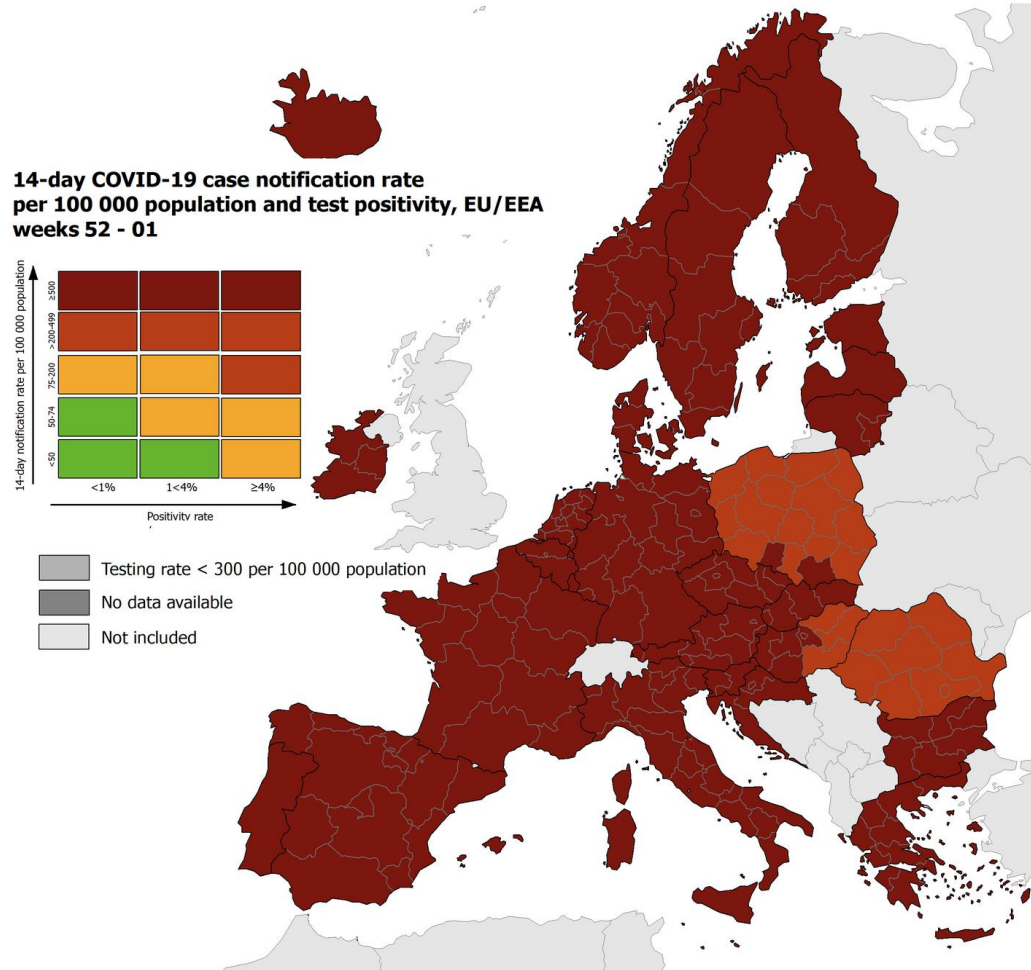 14-day COVID-19 case notification rate
per 100 000 population and test positivity, EU/EEA
weeks 52 - 01
14-day notification rate per 100 000 population
≥500
>200-499
75-200
50-74
<50
<1%
1<4%
≥4%
Positivity rate
Testing rate < 300 per 100 000 population
No data available
Not included